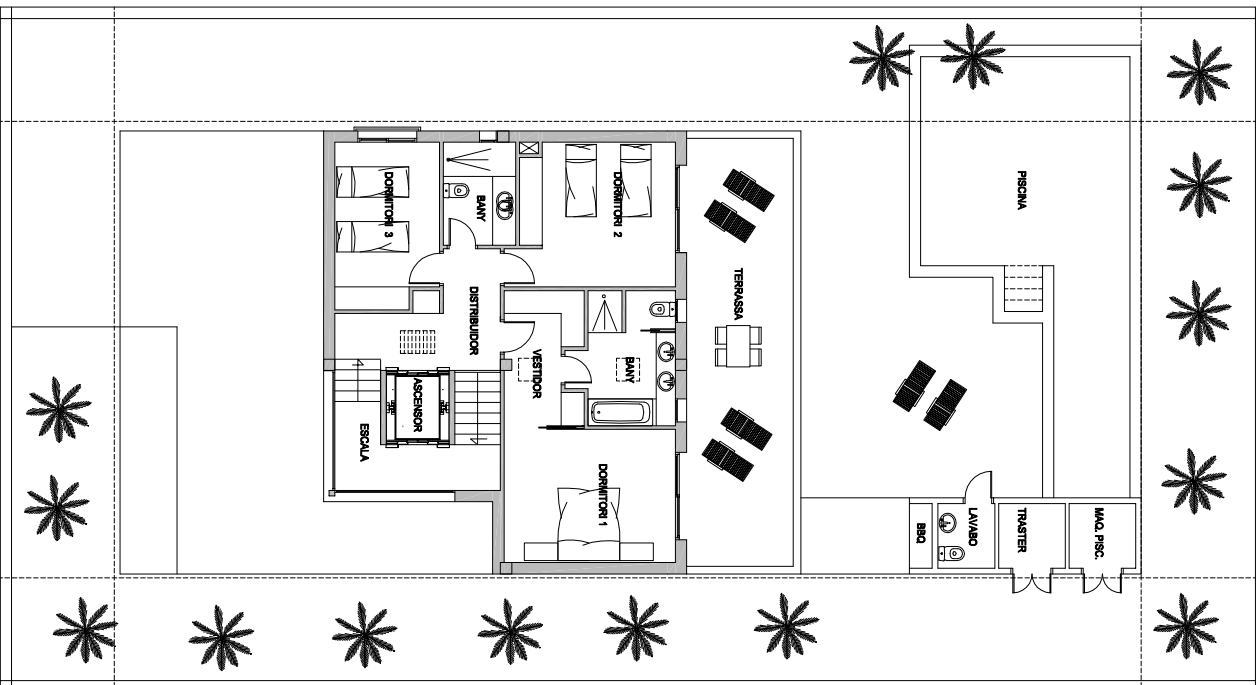 DORMITORI 3
BANY
DORMITORI 2
DISTRIBUIDOR
VESTIDOR
BANY
ASCENSOR
ESCALA
DORMITORI 1
TERRASSA
PISCINA
BBQ
LAVABO
TRASTER
MAQ. PISC.